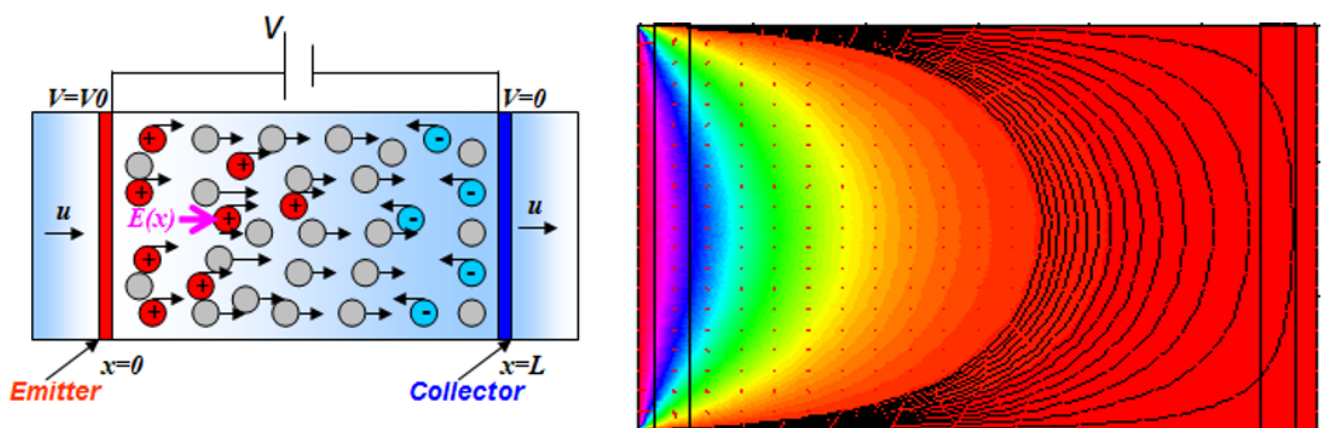 V
V=V0
V=0
+
-
+
+
-
+
E(x)
+
+
-
u
u
+
+
-
+
-
x=0
x=L
Emitter
Collector